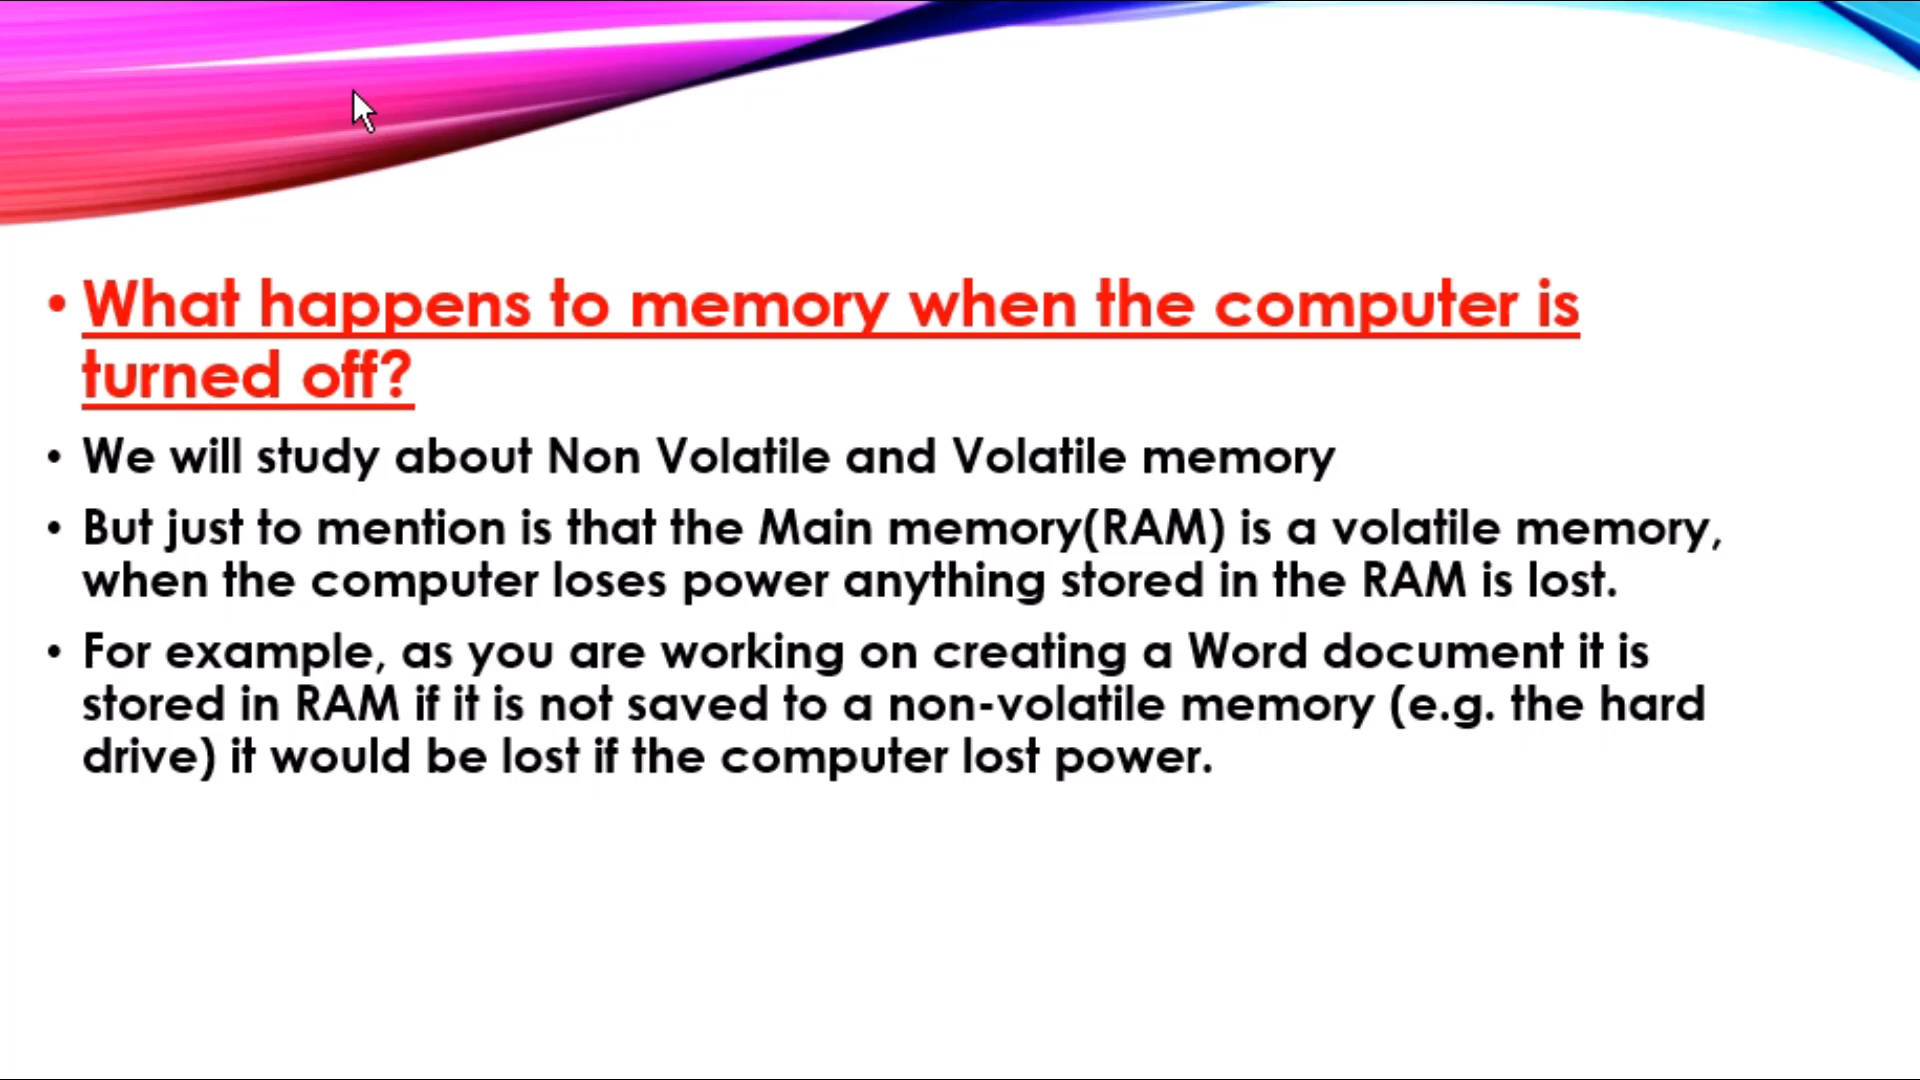 • What happens to memory when the computer is
turned off?
• We will study about Non Volatile and Volatile memory
• But just to mention is that the Main memory(RAM) is a volatile memory,
when the computer loses power anything stored in the RAM is lost.
• For example, as you are working on creating a Word document it is
stored in RAM if it is not saved to a non-volatile memory (e.g. the hard
drive) it would be lost if the computer lost power.